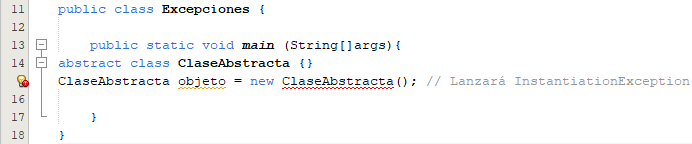 11 public class Excepciones {
12
13 public static void main (String[]args){
14 abstract class ClaseAbstracta {}
ClaseAbstracta objeto = new ClaseAbstracta(); // Lanzará InstantiationException
16
17 }
18 }